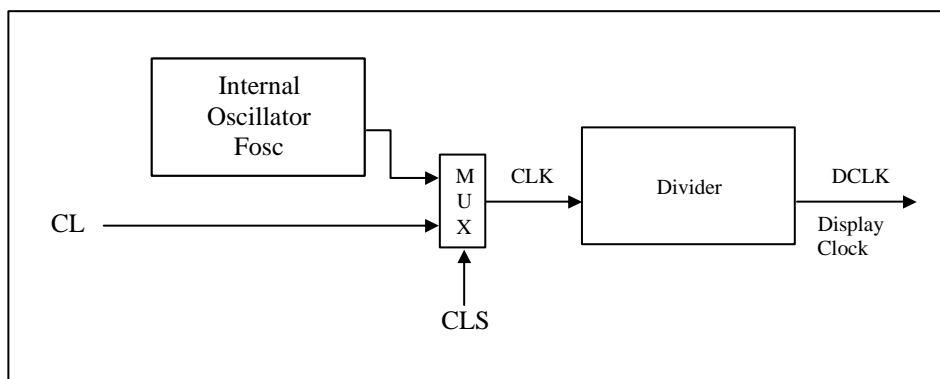 Internal
Oscillator
Fosc
M
U
X
CL
CLS
CLK
Divider
DCLK
Display
Clock